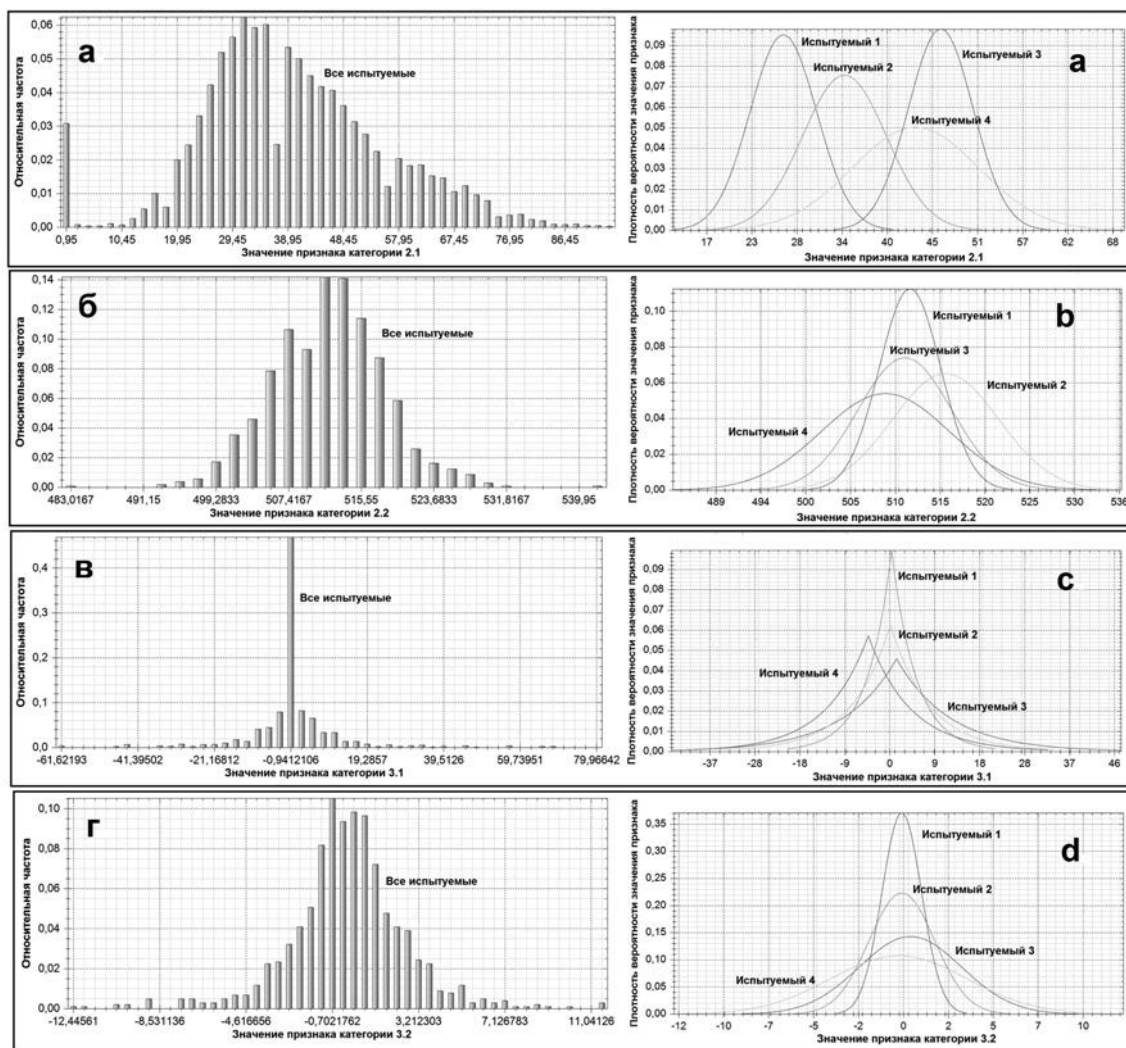 а
Относительная частота
0,06
0,05
0,04
0,03
0,02
0,01
0,00
Все испытуемые
0,95 10,45 19,95 29,45 38,95 48,45 57,95 67,45 76,95 86,45
Значение признака категории 2.1
а
Плотность вероятности значения признака
0,09
0,08
0,07
0,06
0,05
0,04
0,03
0,02
0,01
0,00
Испытуемый 1
Испытуемый 3
Испытуемый 2
Испытуемый 4
17 23 28 34 40 45 51 57 62 68
Значение признака категории 2.1
б
Относительная частота
0,14
0,12
0,10
0,08
0,06
0,04
0,02
0,00
Все испытуемые
483,0167 491,15 499,2833 507,4167 515,55 523,6833 531,8167 539,95
Значение признака категории 2.2
b
Плотность вероятности значения признака
0,10
0,08
0,06
0,04
0,02
0,00
Испытуемый 1
Испытуемый 3
Испытуемый 2
Испытуемый 4
489 494 500 505 510 515 520 525 530 536
Значение признака категории 2.2
в
Относительная частота
0,4
0,3
0,2
0,1
0,0
Все испытуемые
-61,62193 -41,39502 -21,16812 -0,9412106 19,2857 39,5126 59,73951 79,96642
Значение признака категории 3.1
c
Плотность вероятности значения признака
0,09
0,08
0,07
0,06
0,05
0,04
0,03
0,02
0,01
0,00
Испытуемый 1
Испытуемый 2
Испытуемый 4
Испытуемый 3
-37 -28 -18 -9 0 9 18 27 37 46
Значение признака категории 3.1
г
Относительная частота
0,10
0,08
0,06
0,04
0,02
0,00
Все испытуемые
-12,44561 -8,531136 -4,616656 -0,7021762 3,212303 7,126783 11,04126
Значение признака категории 3.2
d
Плотность вероятности значения признака
0,35
0,30
0,25
0,20
0,15
0,10
0,05
0,00
Испытуемый 1
Испытуемый 2
Испытуемый 3
Испытуемый 4
-12 -10 -7 -5 -2 0 2 5 7 10
Значение признака категории 3.2